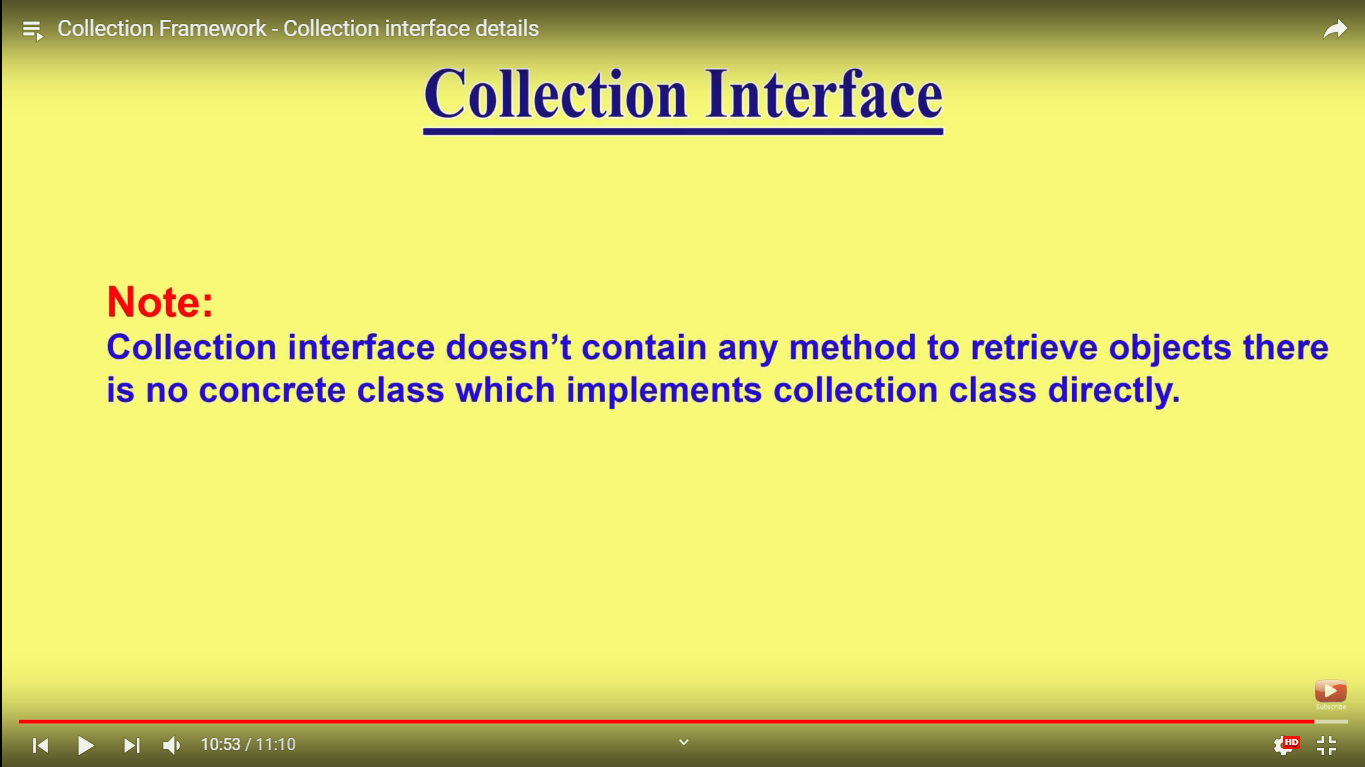 Collection Framework - Collection interface details
Collection Interface
Note:
Collection interface doesn’t contain any method to retrieve objects there
is no concrete class which implements collection class directly.
Subscribe
10:53 / 11:10
HD